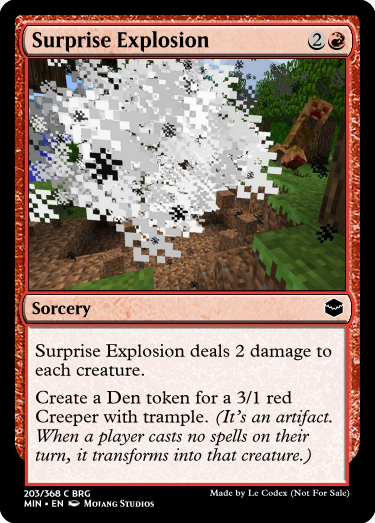 Surprise Explosion 2
Sorcery
Surprise Explosion deals 2 damage to
each creature.
Create a Den token for a 3/1 red
Creeper with trample. (It's an artifact.
When a player casts no spells on their
turn, it transforms into that creature.)
203/368 C BRG
MIN • EN Mojang Studios
Made by Le Codex (Not For Sale)